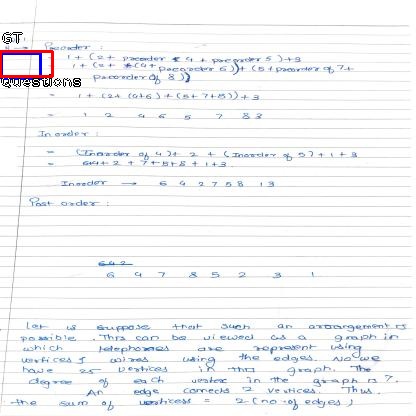 GT
Preorder :
1 + (2 + preorder 4 + preorder 5) + 3
1 + (2 + (4 + preorder 6)) + (5 + preorder of 7 +
preorder of 8))
Questions
= 1 + (2 + (4+6) + (5+7+8)) + 3
= 1 2 4 6 5 7 8 3
Inorder :
= (Inorder of 4) + 2 + (Inorder of 5) + 1 + 3
= 6 4 + 2 + 7 + 5 + 8 + 1 + 3
Inorder → 6 4 2 7 5 8 1 3
Post order :
6 4 2
6 4 7 8 5 2 3 1
Let us suppose that such an arrangement is
possible. This can be viewed as a graph in
which telephones are represent using
vertices & wires using the edges. No we
have 25 vertices in this graph. The
degree of each vertex in the graph is 7.
An edge connects 2 vertices. Thus.
the sum of vertices = 2 (no. of edges)